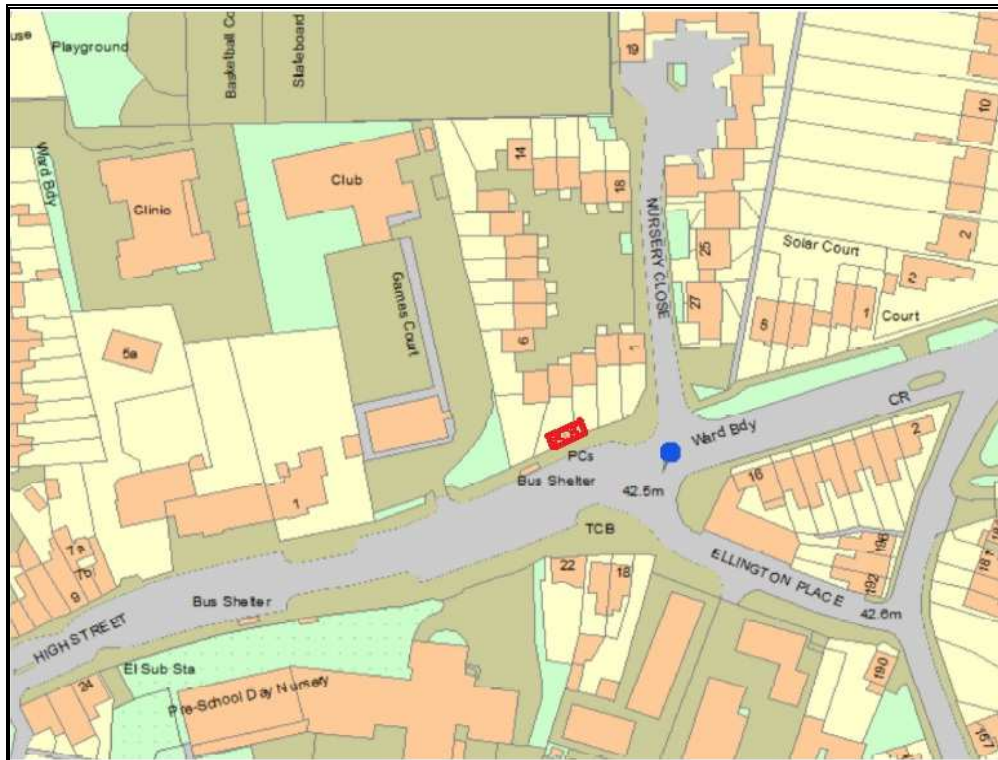 use
Playground
Basketball Co
Skateboard
19
10
Ward Bdy
14
Club
Clinic
18
NURSERY CLOSE
25
Solar Court
2
2
27
Games Court
1
Court
8
6
1
5a
CR
Ward Bdy
2
PCs
Bus Shelter
16
42.5m
1
TCB
196
7a
7b
22
18
ELLINGTON PLACE
192
187
9
Bus Shelter
42.6m
HIGH STREET
El Sub Sta
190
24
Pre-School Day Nursery
167